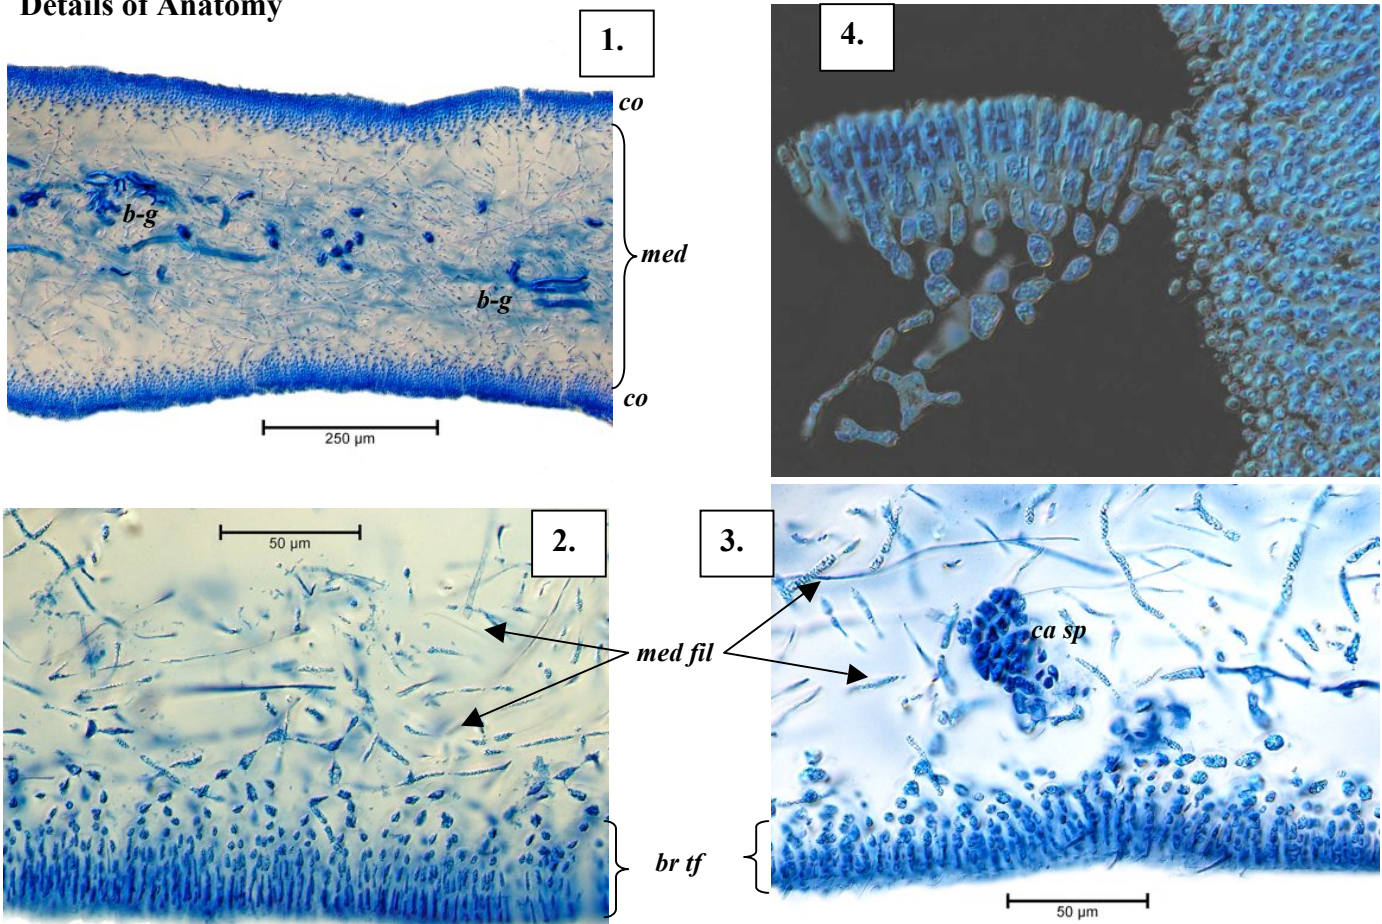 Details of Anatomy
1.
co
med
b-g
b-g
co
250 µm
4.
2.
50 µm
med fil
br tf
3.
ca sp
50 µm